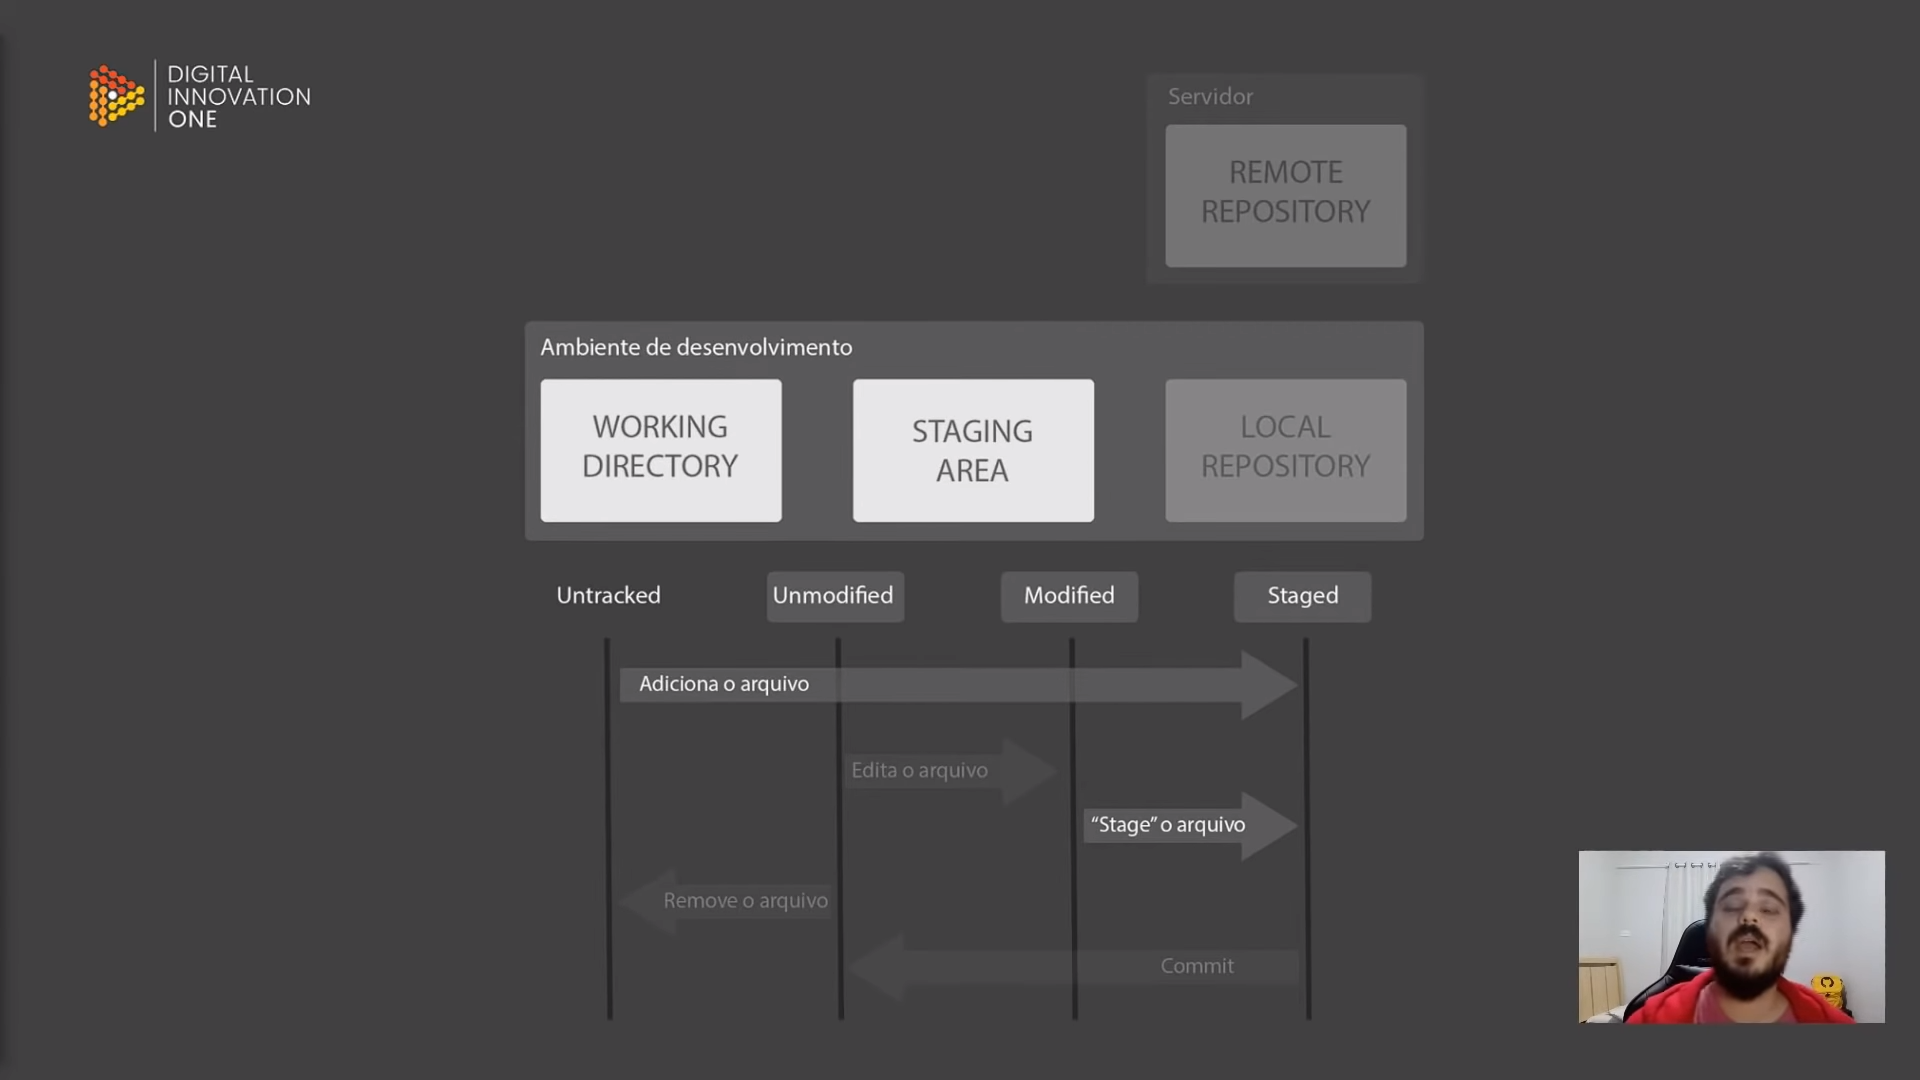 DIGITAL
INNOVATION
ONE
Servidor
REMOTE
REPOSITORY
Ambiente de desenvolvimento
WORKING
DIRECTORY
STAGING
AREA
LOCAL
REPOSITORY
Untracked
Unmodified
Modified
Staged
Adiciona o arquivo
Edita o arquivo
“Stage” o arquivo
Remove o arquivo
Commit